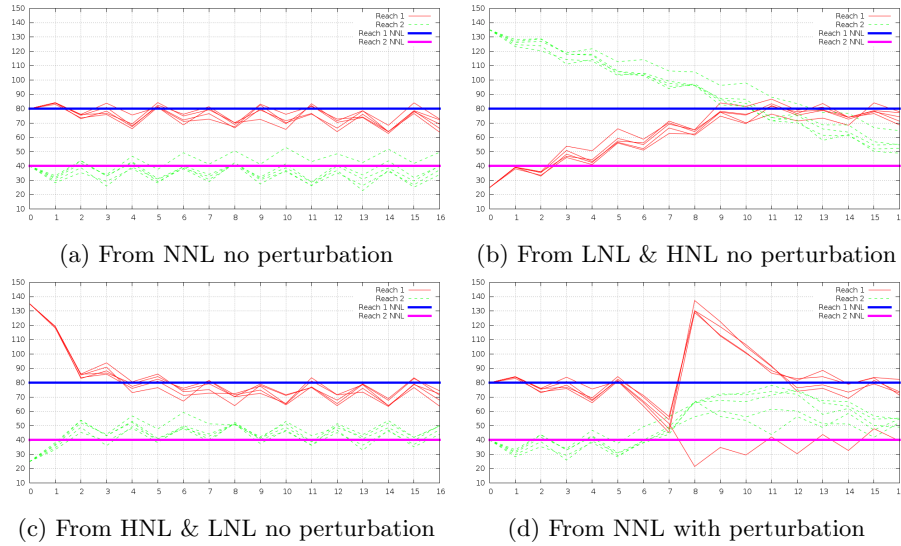 150
140
130
120
110
100
90
80
70
60
50
40
30
20
10
0 1 2 3 4 5 6 7 8 9 10 11 12 13 14 15 16
Reach 1
Reach 2
Reach 1 NNL
Reach 2 NNL
(a) From NNL no perturbation
150
140
130
120
110
100
90
80
70
60
50
40
30
20
10
0 1 2 3 4 5 6 7 8 9 10 11 12 13 14 15 1
Reach 1
Reach 2
Reach 1 NNL
Reach 2 NNL
(b) From LNL & HNL no perturbation
150
140
130
120
110
100
90
80
70
60
50
40
30
20
10
0 1 2 3 4 5 6 7 8 9 10 11 12 13 14 15 16
Reach 1
Reach 2
Reach 1 NNL
Reach 2 NNL
(c) From HNL & LNL no perturbation
150
140
130
120
110
100
90
80
70
60
50
40
30
20
10
0 1 2 3 4 5 6 7 8 9 10 11 12 13 14 15 1
Reach 1
Reach 2
Reach 1 NNL
Reach 2 NNL
(d) From NNL with perturbation